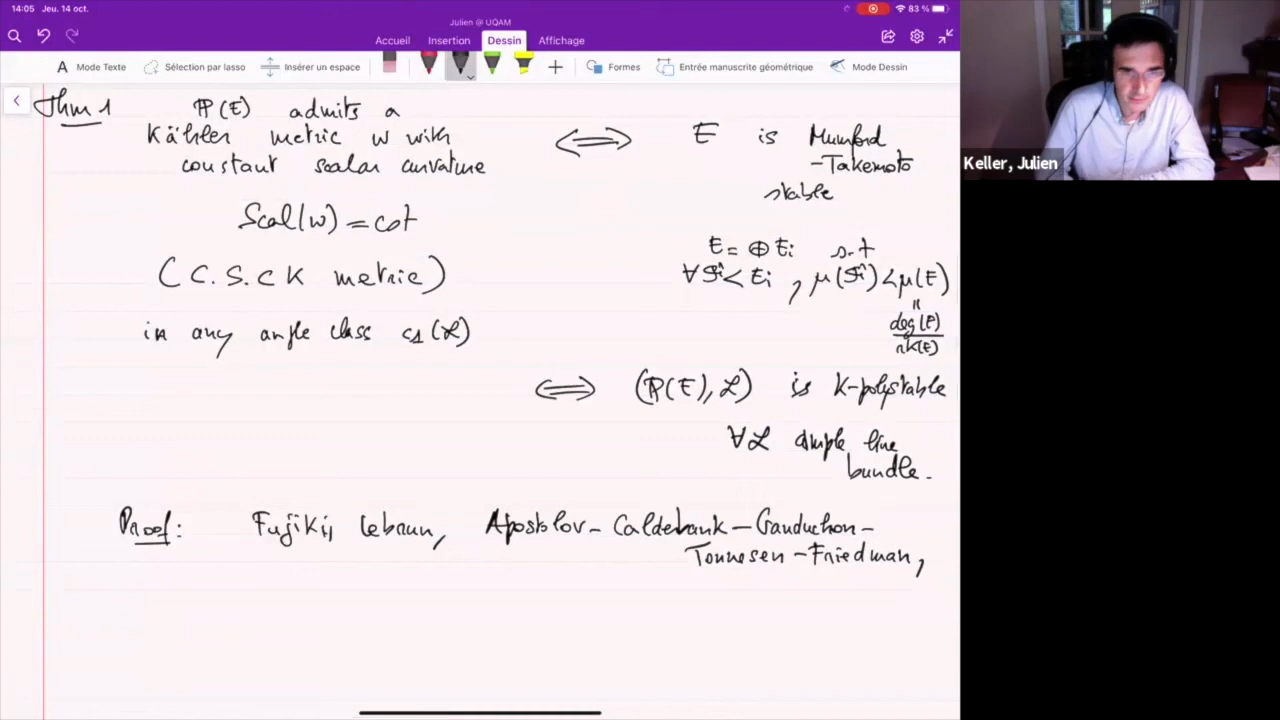 14:05 Jeu. 14 oct.
83 %
Julien @ UQAM
Accueil Insertion Dessin Affichage
A Mode Texte Sélection par lasso Insérer un espace Formes Entrée manuscrite géométrique Mode Dessin
Keller, Julien
Thm 1 P(E) admits a
Kähler metric w with
constant scalar curvature
Scal(w) = cst
(C.S.C K metric)
in any ample class c1(L)
⟺ E is Mumford
-Takemoto
stable
E = ⊕ Ei s.t
∀ Fi < Ei , μ(Fi) < μ(E)
=
deg(E)
rk(E)
⟺ (P(E), L) is K-polystable
∀ L ample line
bundle.
Proof: Fujiki, Lebrun, Apostolov - Calderbank - Gauduchon -
Tonnesen - Friedman,